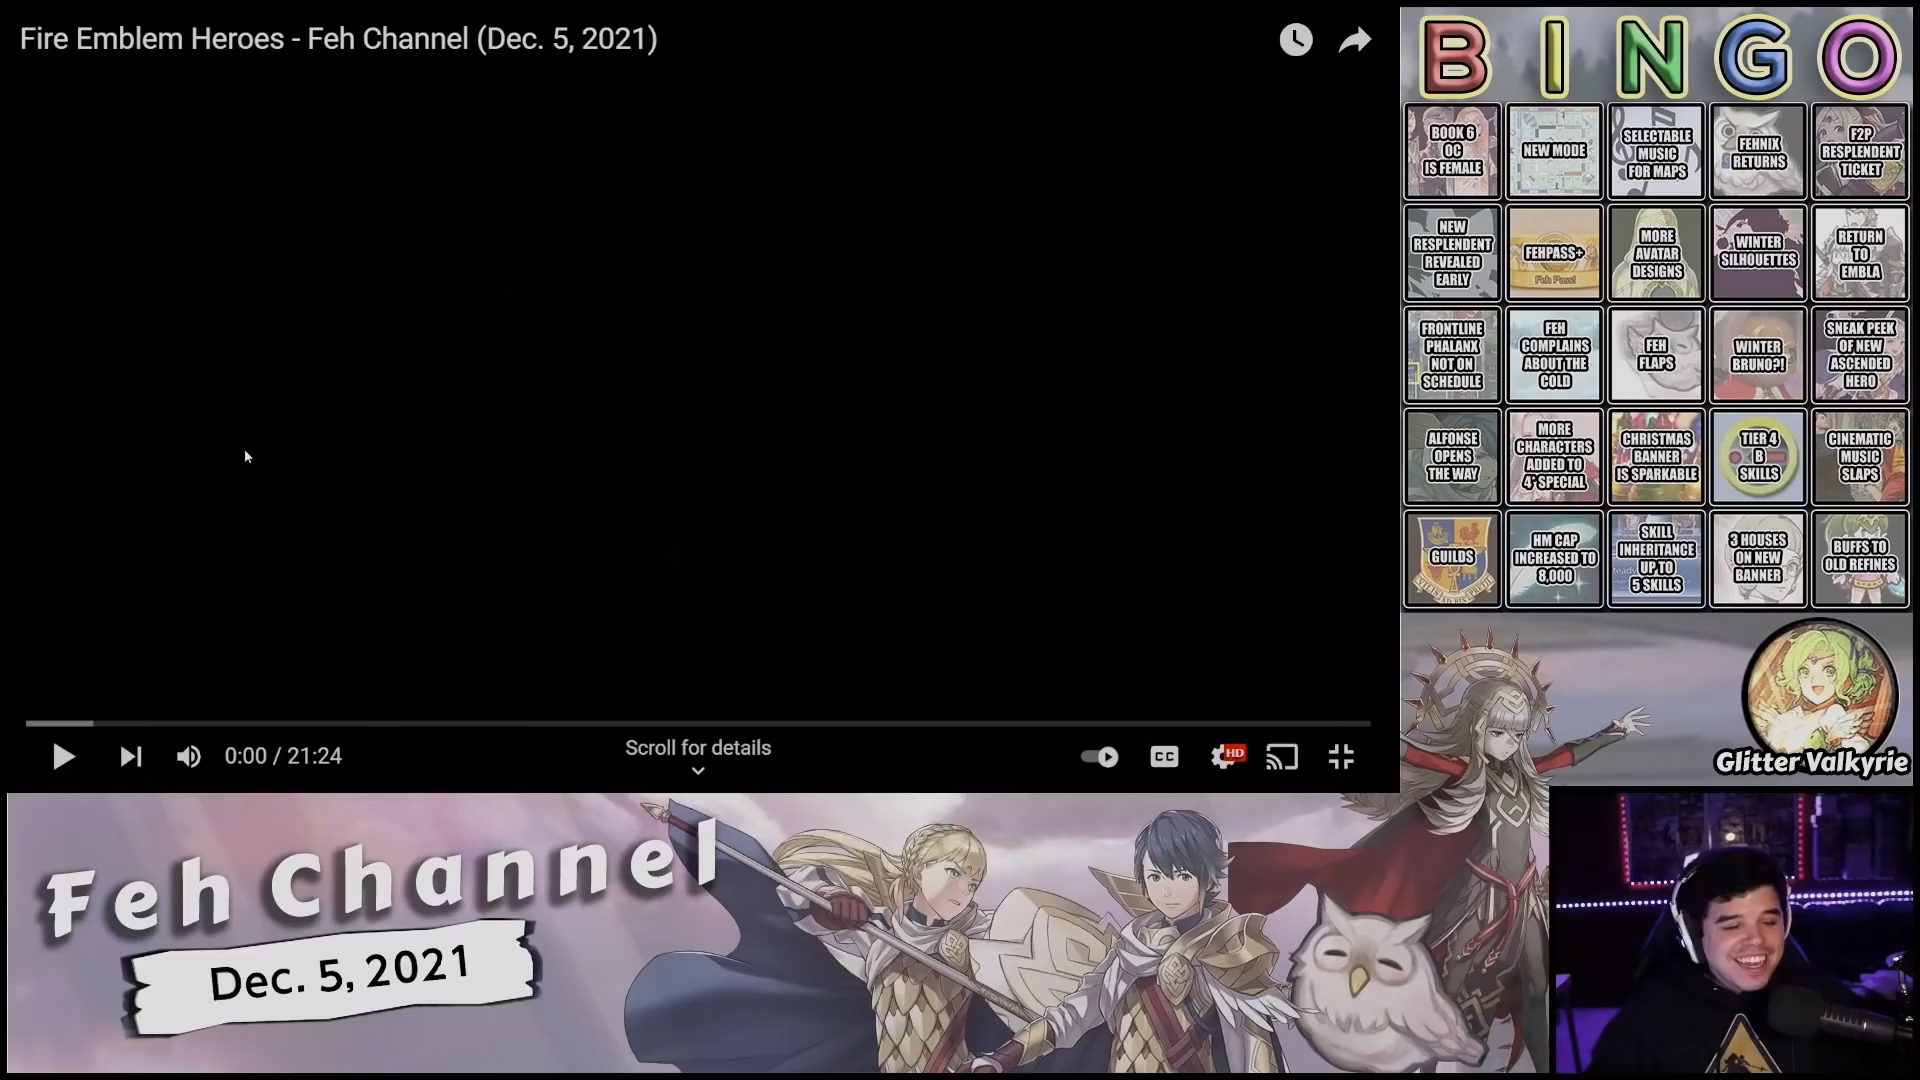 Fire Emblem Heroes - Feh Channel (Dec. 5, 2021)
B I N G O
BOOK 6
OC
IS FEMALE
NEW MODE
SELECTABLE
MUSIC
FOR MAPS
FEHNIX
RETURNS
F2P
RESPLENDENT
TICKET
NEW
RESPLENDENT
REVEALED
EARLY
FEHPASS+
Feh Pass!
MORE
AVATAR
DESIGNS
WINTER
SILHOUETTES
RETURN
TO
EMBLA
FRONTLINE
PHALANX
NOT ON
SCHEDULE
FEH
COMPLAINS
ABOUT THE
COLD
FEH
FLAPS
WINTER
BRUNO?!
SNEAK PEEK
OF NEW
ASCENDED
HERO
ALFONSE
OPENS
THE WAY
MORE
CHARACTERS
ADDED TO
4* SPECIAL
CHRISTMAS
BANNER
IS SPARKABLE
TIER 4
B
SKILLS
CINEMATIC
MUSIC
SLAPS
GUILDS
HM CAP
INCREASED TO
8,000
SKILL
INHERITANCE
UP TO
5 SKILLS
3 HOUSES
ON NEW
BANNER
BUFFS TO
OLD REFINES
Scroll for details
0:00 / 21:24
CC
HD
Glitter Valkyrie
Feh Channel
Dec. 5, 2021